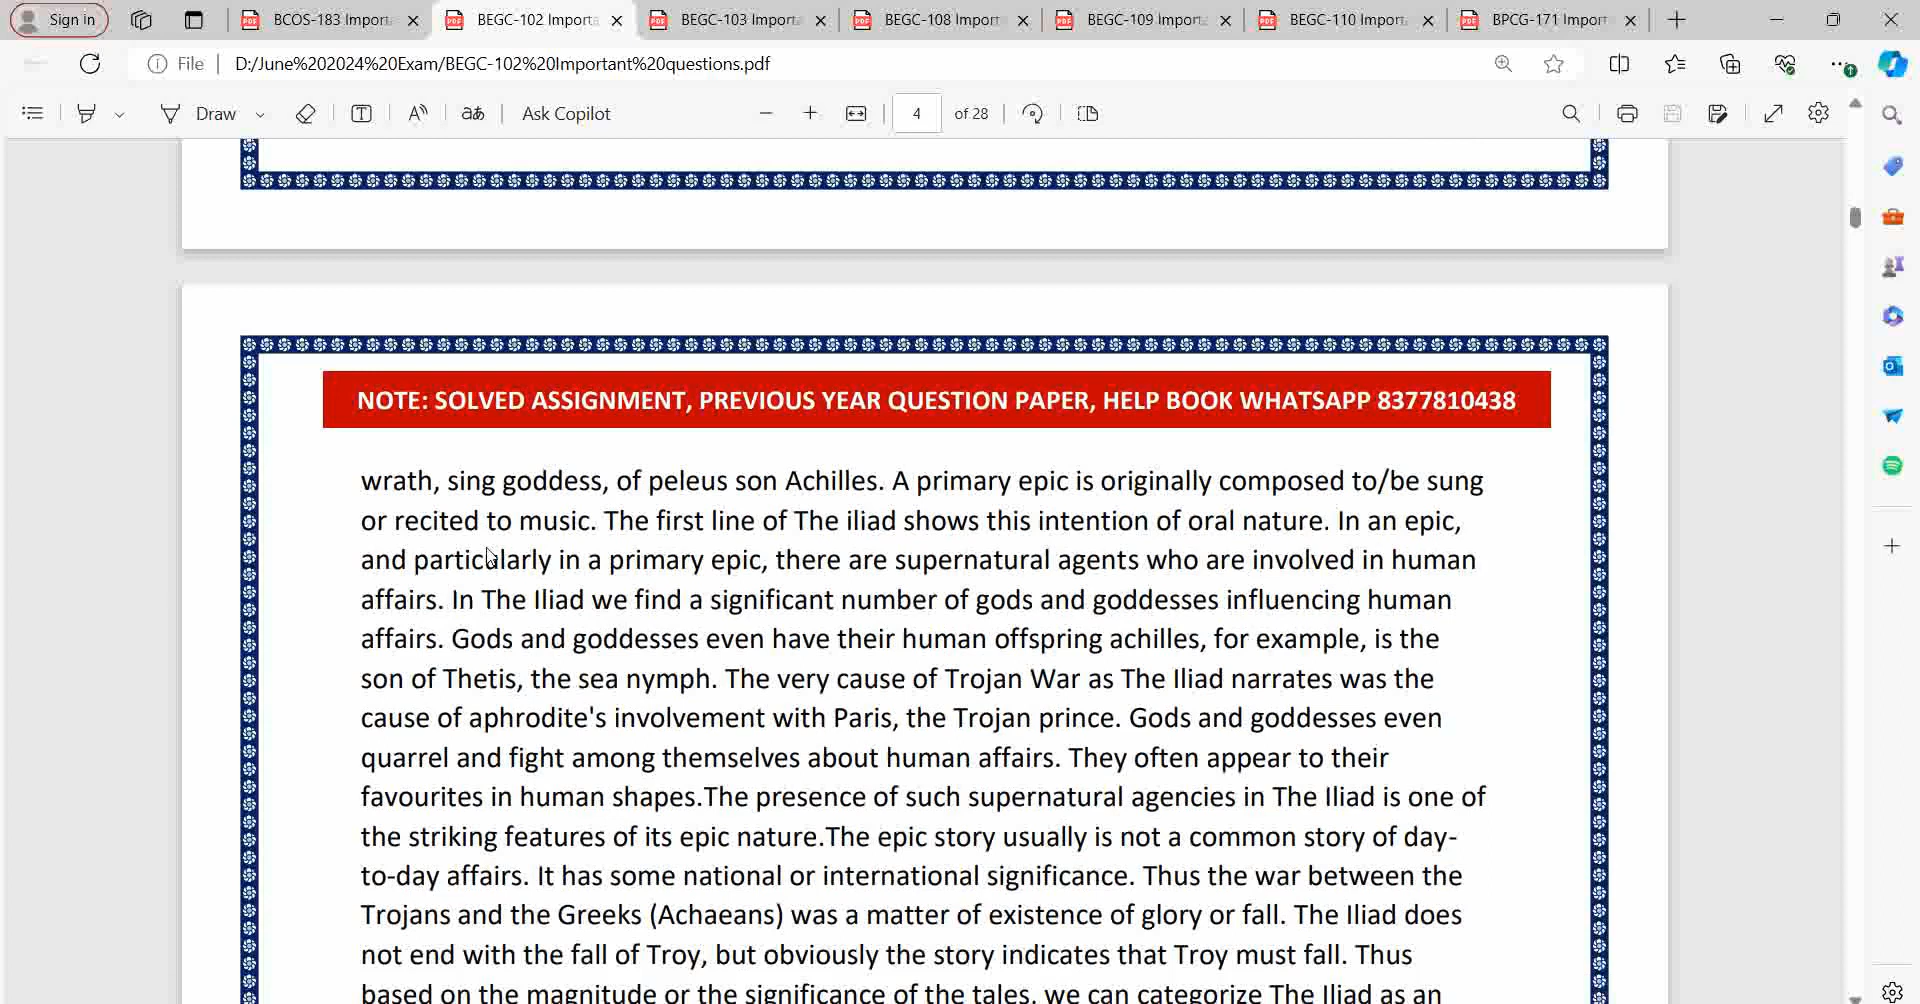 Sign in
BCOS-183 Import
BEGC-102 Importa
BEGC-103 Importa
BEGC-108 Import
BEGC-109 Importa
BEGC-110 Import
BPCG-171 Import
File
D:/June%202024%20Exam/BEGC-102%20Important%20questions.pdf
Draw
aあ
Ask Copilot
4 of 28
NOTE: SOLVED ASSIGNMENT, PREVIOUS YEAR QUESTION PAPER, HELP BOOK WHATSAPP 8377810438
wrath, sing goddess, of peleus son Achilles. A primary epic is originally composed to/be sung
or recited to music. The first line of The iliad shows this intention of oral nature. In an epic,
and particularly in a primary epic, there are supernatural agents who are involved in human
affairs. In The Iliad we find a significant number of gods and goddesses influencing human
affairs. Gods and goddesses even have their human offspring achilles, for example, is the
son of Thetis, the sea nymph. The very cause of Trojan War as The Iliad narrates was the
cause of aphrodite's involvement with Paris, the Trojan prince. Gods and goddesses even
quarrel and fight among themselves about human affairs. They often appear to their
favourites in human shapes.The presence of such supernatural agencies in The Iliad is one of
the striking features of its epic nature.The epic story usually is not a common story of day-
to-day affairs. It has some national or international significance. Thus the war between the
Trojans and the Greeks (Achaeans) was a matter of existence of glory or fall. The Iliad does
not end with the fall of Troy, but obviously the story indicates that Troy must fall. Thus
based on the magnitude or the significance of the tales, we can categorize The Iliad as an